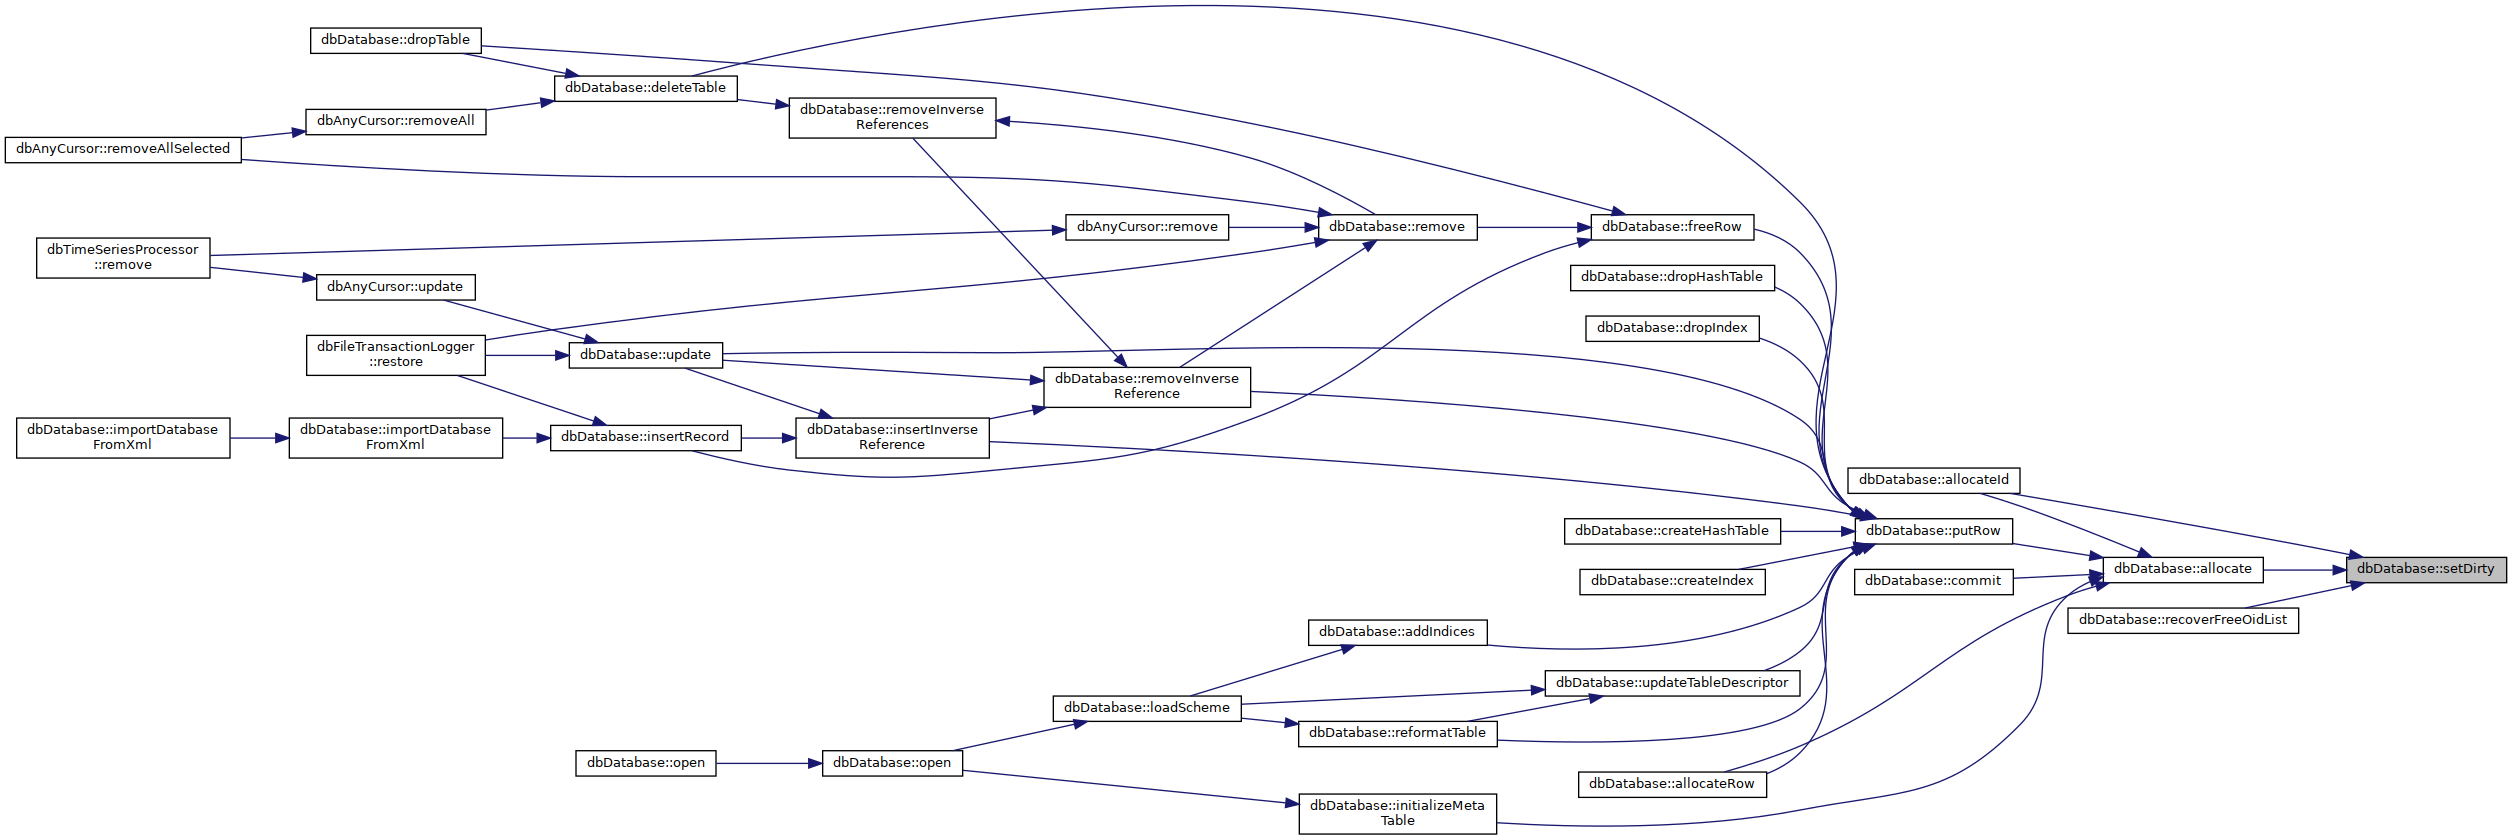 dbDatabase::dropTable
dbDatabase::deleteTable
dbAnyCursor::removeAll
dbDatabase::removeInverse
References
dbAnyCursor::removeAllSelected
dbAnyCursor::remove
dbDatabase::remove
dbDatabase::freeRow
dbTimeSeriesProcessor
::remove
dbAnyCursor::update
dbDatabase::dropHashTable
dbDatabase::dropIndex
dbFileTransactionLogger
::restore
dbDatabase::update
dbDatabase::removeInverse
Reference
dbDatabase::importDatabase
FromXml
dbDatabase::importDatabase
FromXml
dbDatabase::insertRecord
dbDatabase::insertInverse
Reference
dbDatabase::allocateId
dbDatabase::createHashTable
dbDatabase::putRow
dbDatabase::createIndex
dbDatabase::commit
dbDatabase::allocate
dbDatabase::setDirty
dbDatabase::recoverFreeOidList
dbDatabase::addIndices
dbDatabase::updateTableDescriptor
dbDatabase::loadScheme
dbDatabase::reformatTable
dbDatabase::open
dbDatabase::open
dbDatabase::allocateRow
dbDatabase::initializeMeta
Table